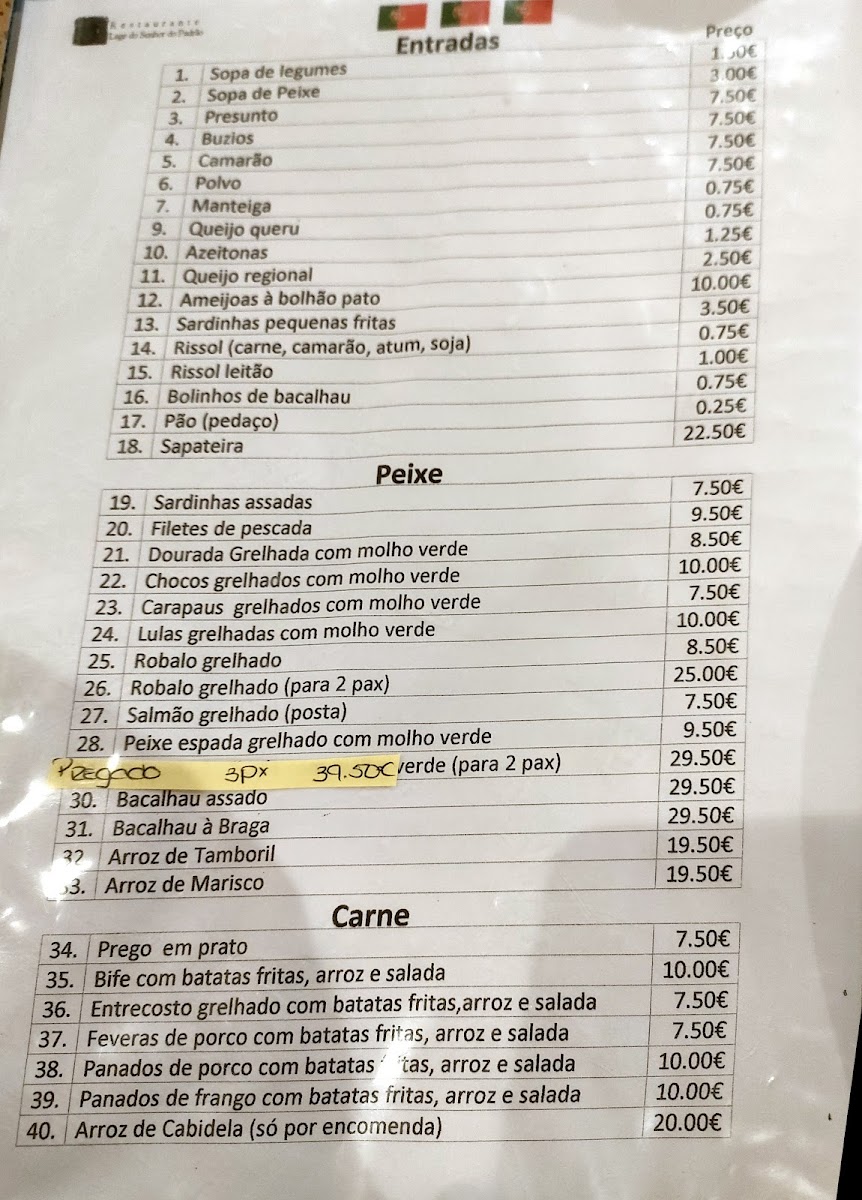 Restaurante
Lage do Senhor do Padrão
Entradas Preço
1. Sopa de legumes
2. Sopa de Peixe 3.00€
3. Presunto 7.50€
4. Buzios 7.50€
5. Camarão 7.50€
6. Polvo 7.50€
7. Manteiga 0.75€
9. Queijo queru 0.75€
10. Azeitonas 1.25€
11. Queijo regional 2.50€
12. Ameijoas à bolhão pato 10.00€
13. Sardinhas pequenas fritas 3.50€
14. Rissol (carne, camarão, atum, soja) 0.75€
15. Rissol leitão 1.00€
16. Bolinhos de bacalhau 0.75€
17. Pão (pedaço) 0.25€
18. Sapateira 22.50€
Peixe
19. Sardinhas assadas 7.50€
20. Filetes de pescada 9.50€
21. Dourada Grelhada com molho verde 8.50€
22. Chocos grelhados com molho verde 10.00€
23. Carapaus grelhados com molho verde 7.50€
24. Lulas grelhadas com molho verde 10.00€
25. Robalo grelhado 8.50€
26. Robalo grelhado (para 2 pax) 25.00€
27. Salmão grelhado (posta) 7.50€
28. Peixe espada grelhado com molho verde 9.50€
Pregado 3px 39.50€ verde (para 2 pax) 29.50€
30. Bacalhau assado 29.50€
31. Bacalhau à Braga 29.50€
32 Arroz de Tamboril 19.50€
33. Arroz de Marisco 19.50€
Carne
34. Prego em prato 7.50€
35. Bife com batatas fritas, arroz e salada 10.00€
36. Entrecosto grelhado com batatas fritas,arroz e salada 7.50€
37. Feveras de porco com batatas fritas, arroz e salada 7.50€
38. Panados de porco com batatas fritas, arroz e salada 10.00€
39. Panados de frango com batatas fritas, arroz e salada 10.00€
40. Arroz de Cabidela (só por encomenda) 20.00€